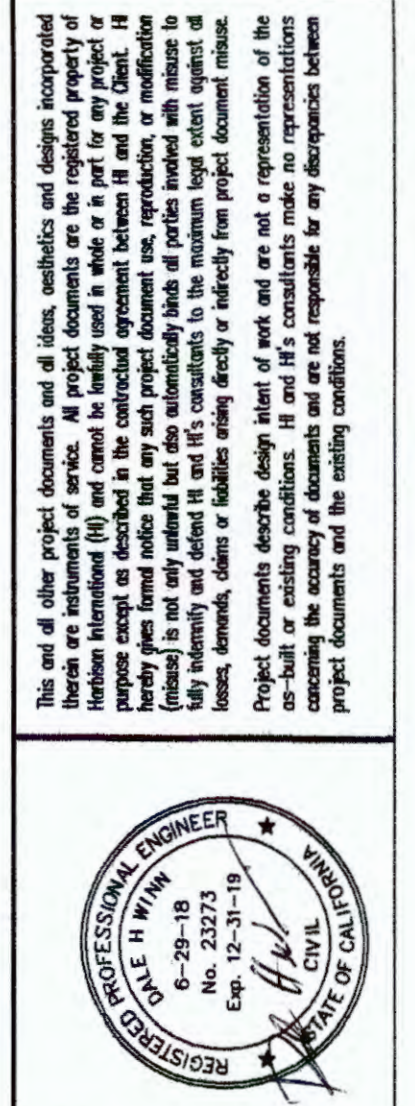 This and all other project documents and all ideas, aesthetics and designs incorporated
therein are instruments of service. All project documents are the registered property of
Harbison International (HI) and cannot be lawfully used in whole or in part for any project or
purpose except as described in the contractual agreement between HI and the Client. HI
hereby gives formal notice that any such project document use, reproduction, or modification
(misuse) is not only unlawful but also automatically binds all parties involved with misuse to
fully indemnify and defend HI and HI's consultants to the maximum legal extent against all
losses, demands, claims or liabilities arising directly or indirectly from project document misuse.
Project documents describe design intent of work and are not a representation of the
as-built or existing conditions. HI and HI's consultants make no representations
concerning the accuracy of documents and are not responsible for any discrepancies between
project documents and the existing conditions.
REGISTERED PROFESSIONAL ENGINEER
DALE H WINN
6-29-18
No. 23273
Exp. 12-31-19
CIVIL
STATE OF CALIFORNIA